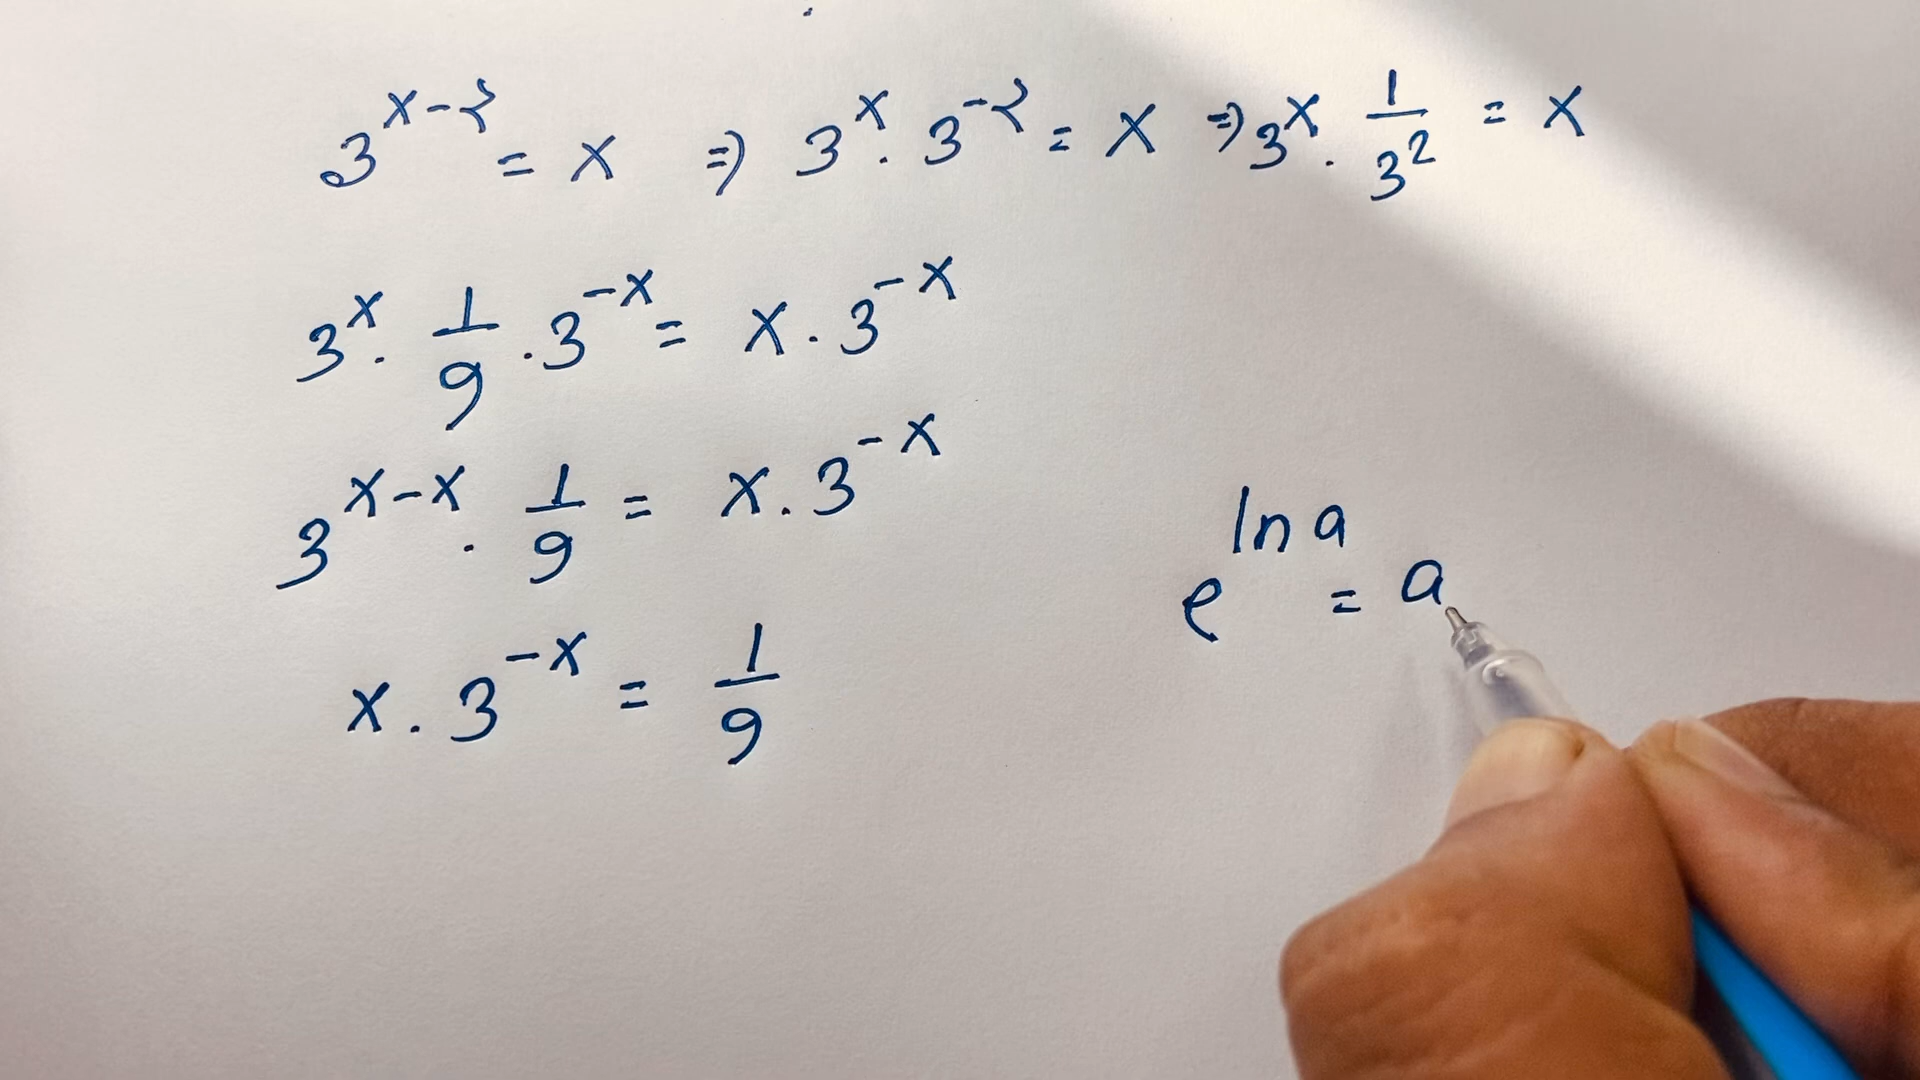 3^{x-2} = x ⇒ 3^x · 3^{-2} = x ⇒ 3^x · 1/3^2 = x
3^x · 1/9 · 3^{-x} = x · 3^{-x}
3^{x-x} · 1/9 = x · 3^{-x}
e^{ln a} = a
x · 3^{-x} = 1/9